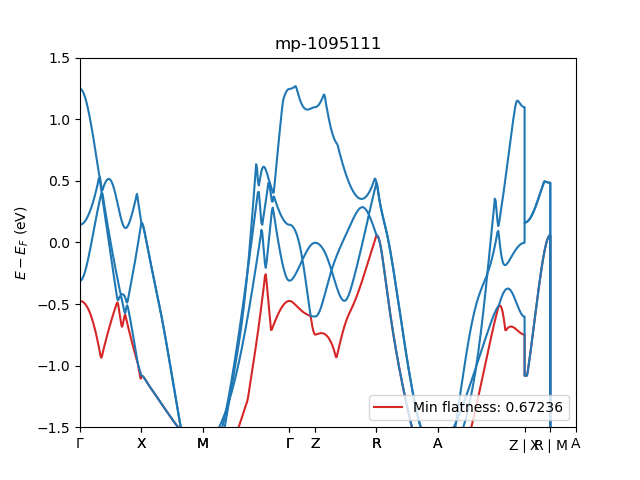 mp-1095111
1.5
1.0
0.5
0.0
−0.5
−1.0
−1.5
E − E_F (eV)
Min flatness: 0.67236
Γ X M Γ Z R A Z | X R | M A